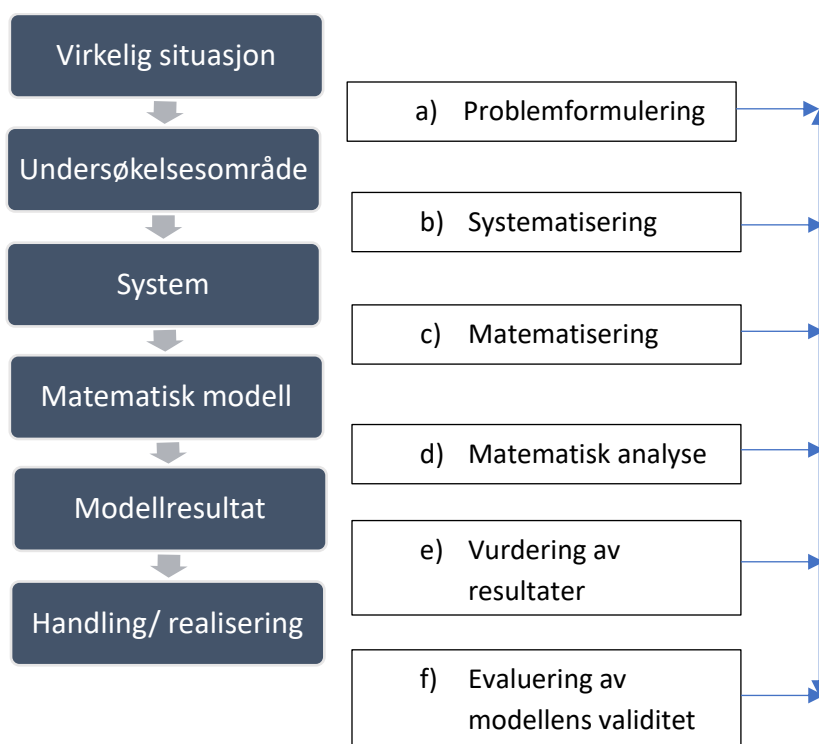 Virkelig situasjon
Undersøkelsesområde
System
Matematisk modell
Modellresultat
Handling/ realisering
a) Problemformulering
b) Systematisering
c) Matematisering
d) Matematisk analyse
e) Vurdering av
resultater
f) Evaluering av
modellens validitet